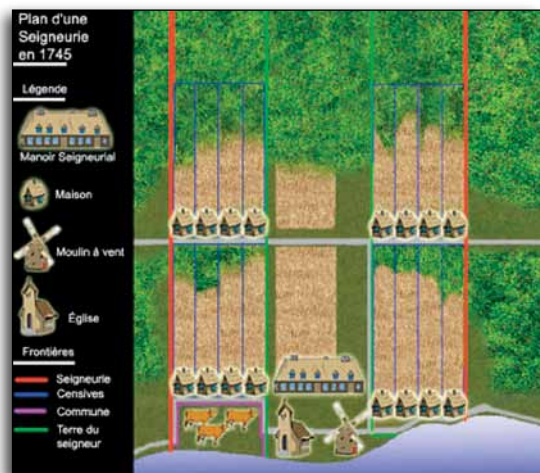 Plan d'une
Seigneurie
en 1745
Légende
Manoir Seigneurial
Maison
Moulin à vent
Église
Frontières
Seigneurie
Censives
Commune
Terre du
seigneur